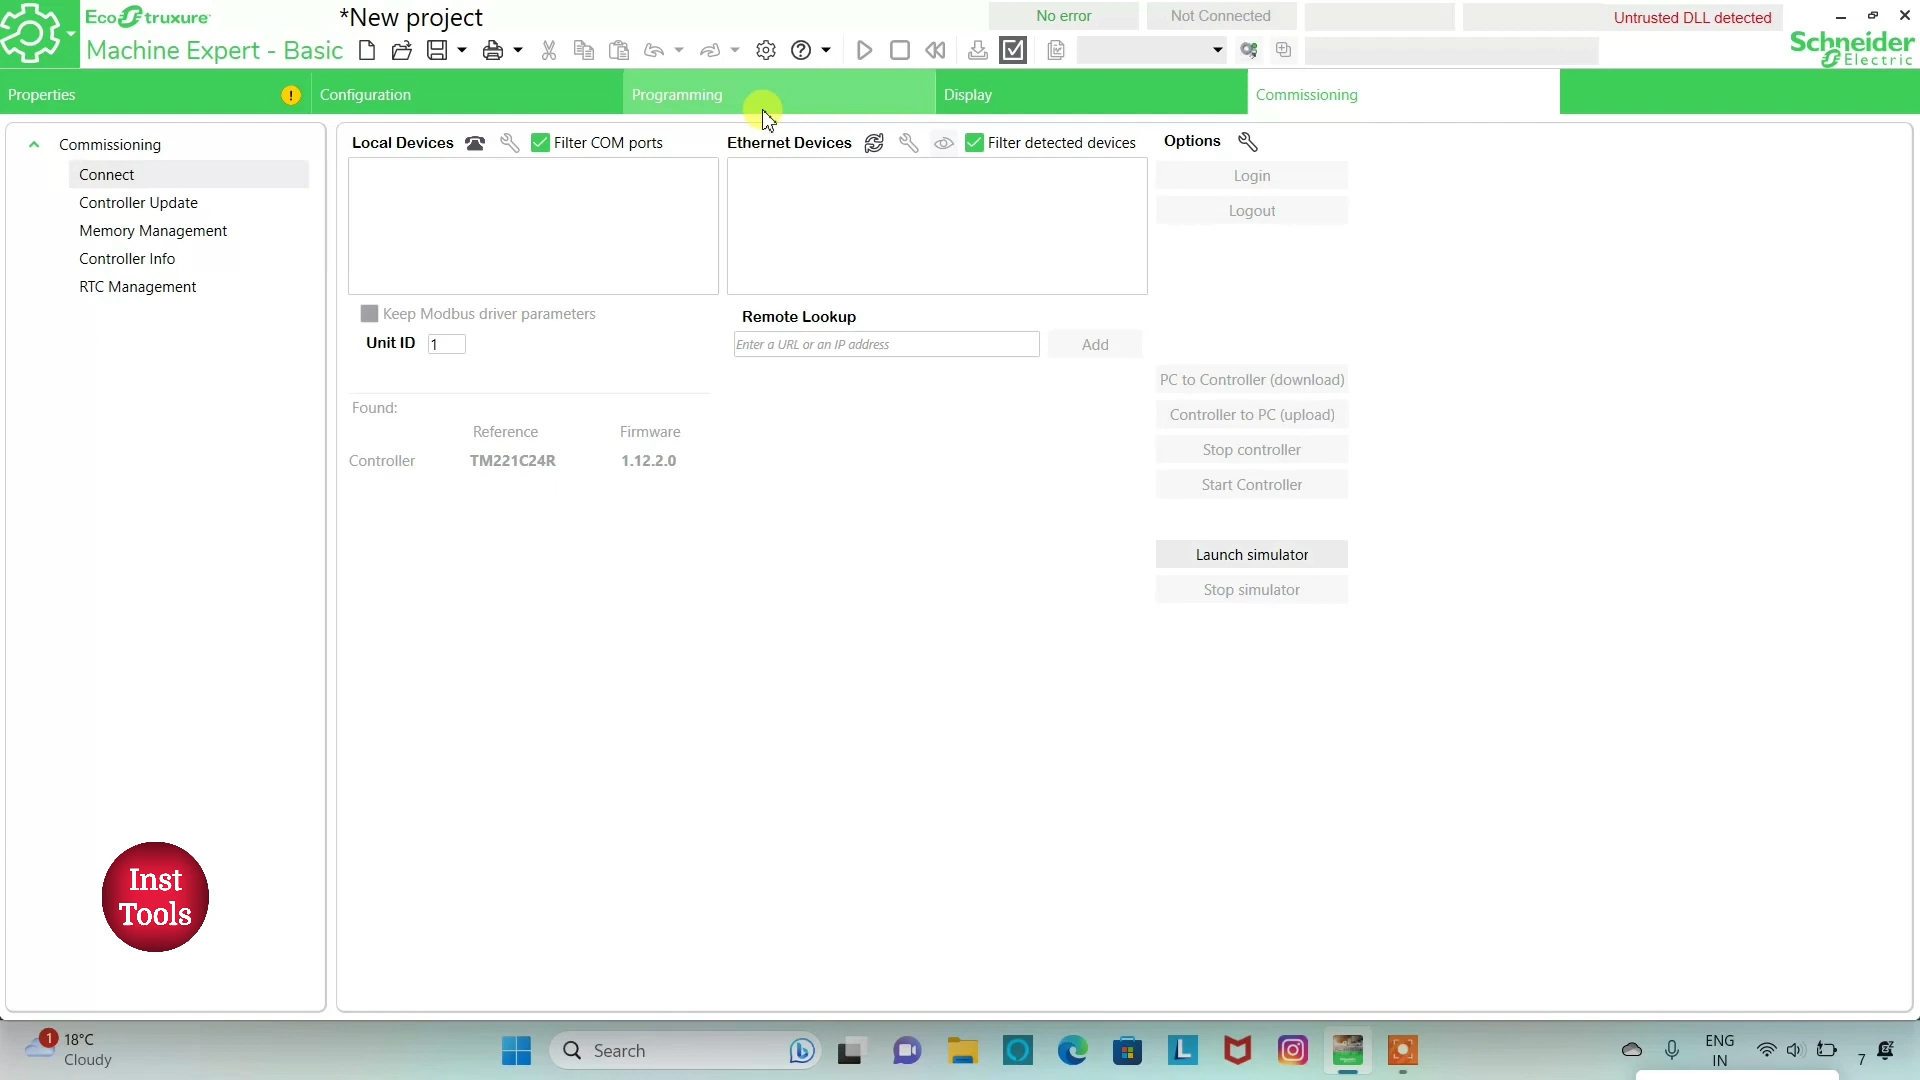 EcoStruxure
Machine Expert - Basic
*New project
No error
Not Connected
Untrusted DLL detected
Schneider
Electric
Properties
Configuration
Programming
Display
Commissioning
Commissioning
Connect
Controller Update
Memory Management
Controller Info
RTC Management
Local Devices
Filter COM ports
Ethernet Devices
Filter detected devices
Options
Login
Logout
Keep Modbus driver parameters
Unit ID 1
Remote Lookup
Enter a URL or an IP address
Add
PC to Controller (download)
Controller to PC (upload)
Stop controller
Start Controller
Launch simulator
Stop simulator
Found:
Reference Firmware
Controller TM221C24R 1.12.2.0
Inst
Tools
1
18°C
Cloudy
Search
ENG
IN
7